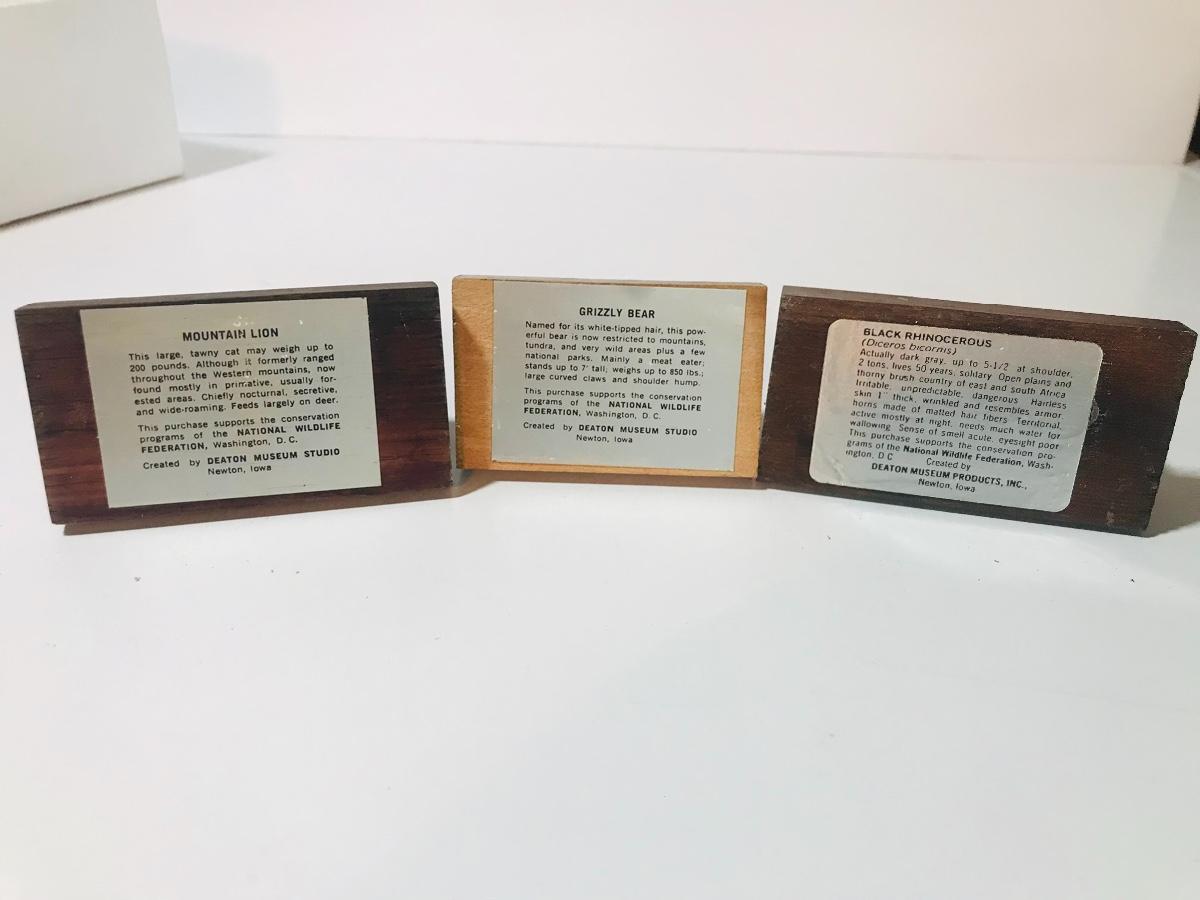 MOUNTAIN LION
This large, tawny cat may weigh up to
200 pounds. Although it formerly ranged
throughout the Western mountains, now
found mostly in primative, usually for-
ested areas. Chiefly nocturnal, secretive,
and wide-roaming. Feeds largely on deer.
This purchase supports the conservation
programs of the NATIONAL WILDLIFE
FEDERATION, Washington, D.C.
Created by DEATON MUSEUM STUDIO
Newton, Iowa
GRIZZLY BEAR
Named for its white-tipped hair, this pow-
erful bear is now restricted to mountains,
tundra, and very wild areas plus a few
national parks. Mainly a meat eater;
stands up to 7' tall; weighs up to 850 lbs.;
large curved claws and shoulder hump.
This purchase supports the conservation
programs of the NATIONAL WILDLIFE
FEDERATION, Washington, D. C.
Created by DEATON MUSEUM STUDIO
Newton, Iowa
BLACK RHINOCEROUS
(Diceros bicornis)
Actually dark gray, up to 5-1/2' at shoulder,
2 tons, lives 50 years, solitary. Open plains and
thorny brush country of east and south Africa
Irritable, unpredictable, dangerous. Hairless
skin 1" thick, wrinkled and resembles armor,
horns made of matted hair fibers. Territorial,
active mostly at night, needs much water for
wallowing. Sense of smell acute, eyesight poor
This purchase supports the conservation pro-
grams of the National Wildlife Federation, Wash-
ington, D.C.
Created by
DEATON MUSEUM PRODUCTS, INC.,
Newton, Iowa